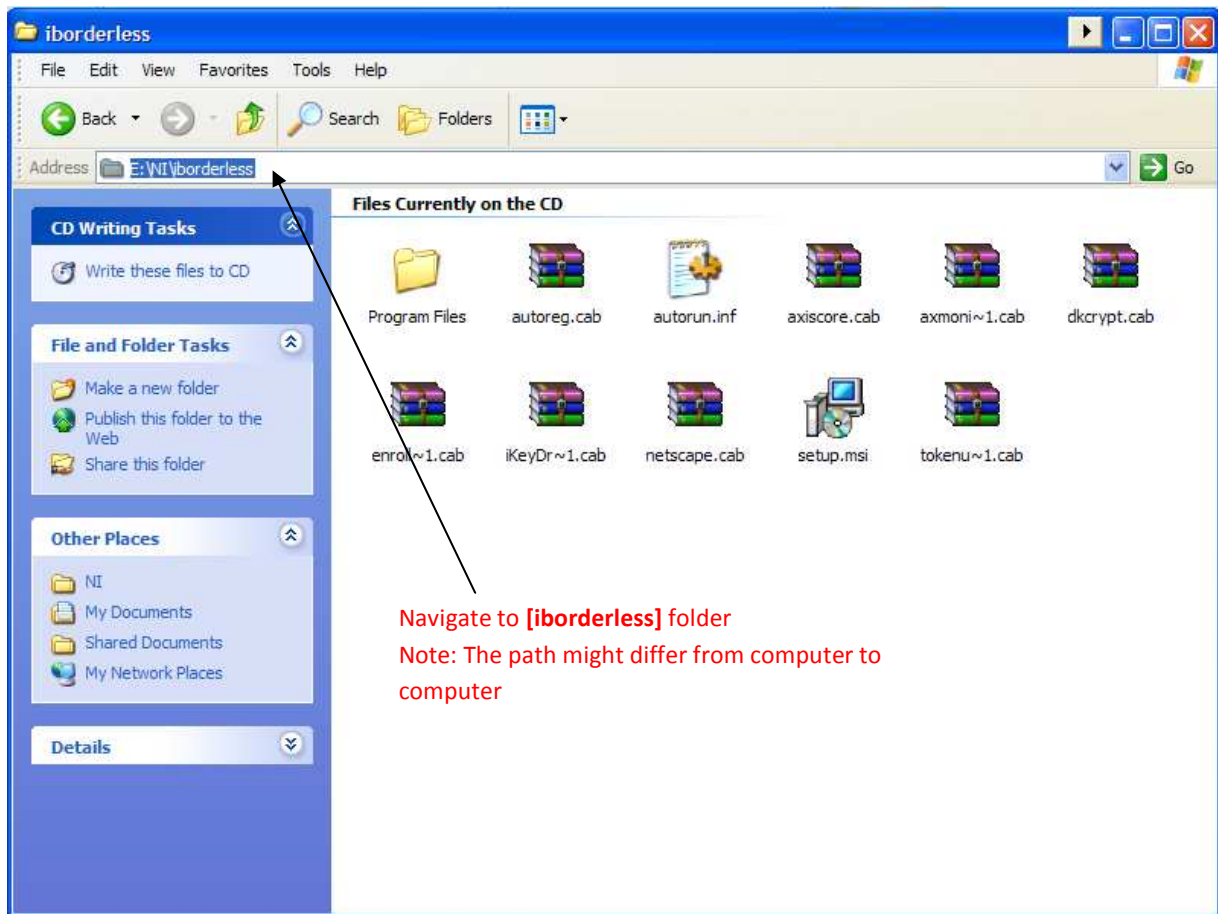 iborderless
File Edit View Favorites Tools Help
Back Search Folders
Address E:\NI\iborderless Go
CD Writing Tasks
Write these files to CD
File and Folder Tasks
Make a new folder
Publish this folder to the
Web
Share this folder
Other Places
NI
My Documents
Shared Documents
My Network Places
Details
Files Currently on the CD
Program Files autoreg.cab autorun.inf axiscore.cab axmoni~1.cab dkcrypt.cab
enroll~1.cab iKeyDr~1.cab netscape.cab setup.msi tokenu~1.cab
Navigate to [iborderless] folder
Note: The path might differ from computer to
computer